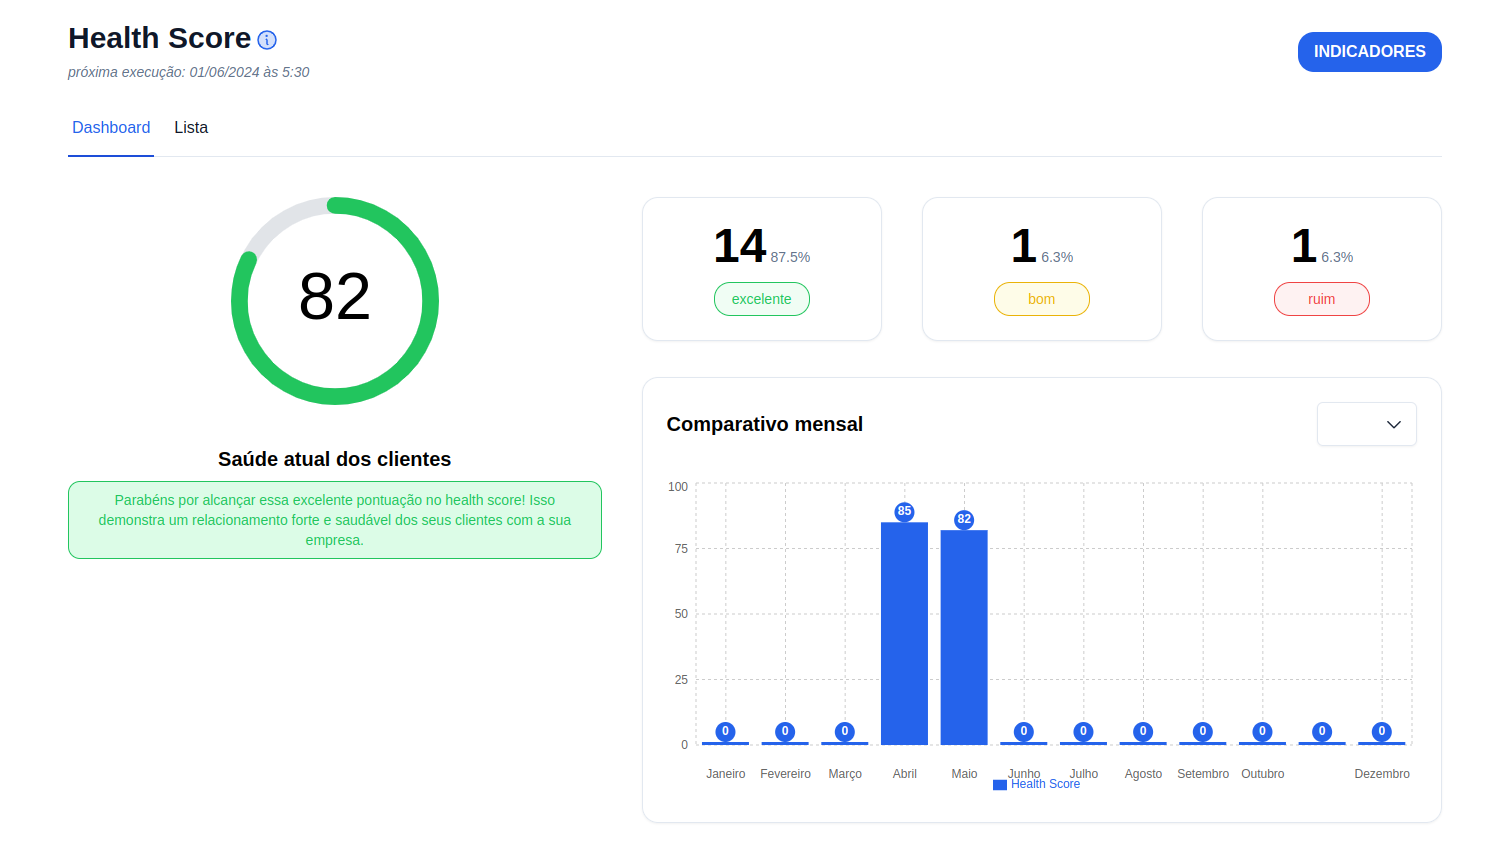 Health Score
próxima execução: 01/06/2024 às 5:30
INDICADORES
Dashboard
Lista
82
Saúde atual dos clientes
Parabéns por alcançar essa excelente pontuação no health score! Isso
demonstra um relacionamento forte e saudável dos seus clientes com a sua
empresa.
14 87.5%
excelente
1 6.3%
bom
1 6.3%
ruim
Comparativo mensal
100
75
50
25
0
0 0 0 85 82 0 0 0 0 0 0 0
Janeiro Fevereiro Março Abril Maio Junho Julho Agosto Setembro Outubro Dezembro
Health Score